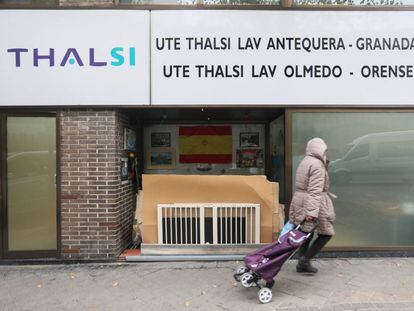 THALSI
UTE THALSI LAV ANTEQUERA - GRANADA
UTE THALSI LAV OLMEDO - ORENSE